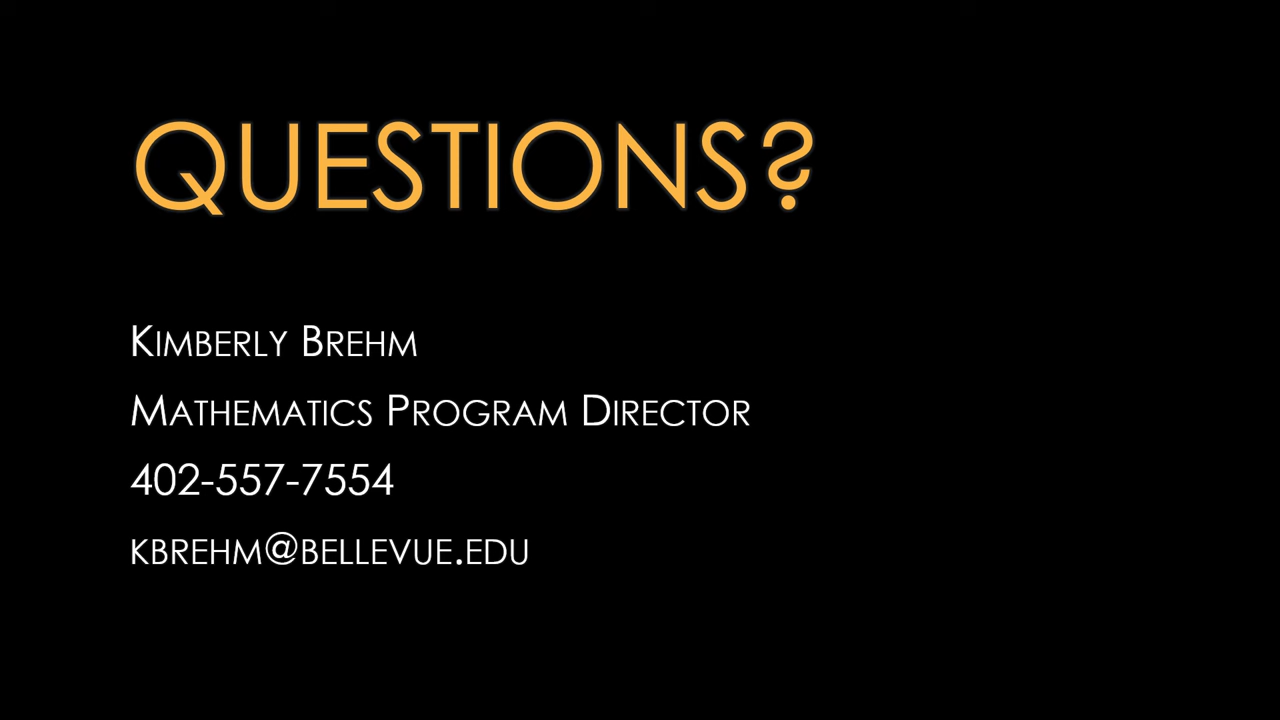 QUESTIONS?
Kimberly Brehm
Mathematics Program Director
402-557-7554
kbrehm@bellevue.edu